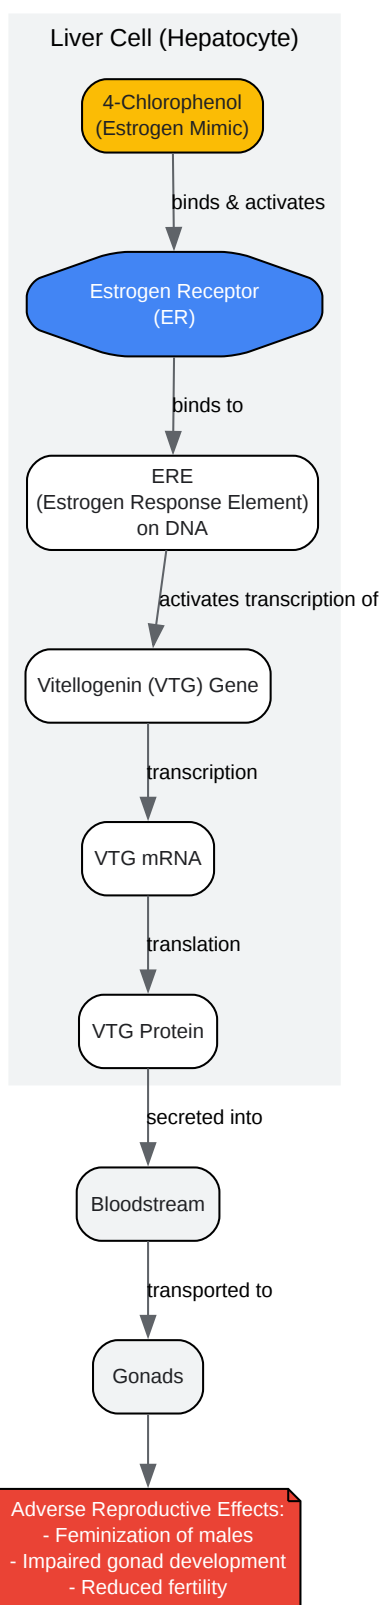 Liver Cell (Hepatocyte)
4-Chlorophenol
(Estrogen Mimic)
binds & activates
Estrogen Receptor
(ER)
binds to
ERE
(Estrogen Response Element)
on DNA
activates transcription of
Vitellogenin (VTG) Gene
transcription
VTG mRNA
translation
VTG Protein
secreted into
Bloodstream
transported to
Gonads
Adverse Reproductive Effects:
- Feminization of males
- Impaired gonad development
- Reduced fertility